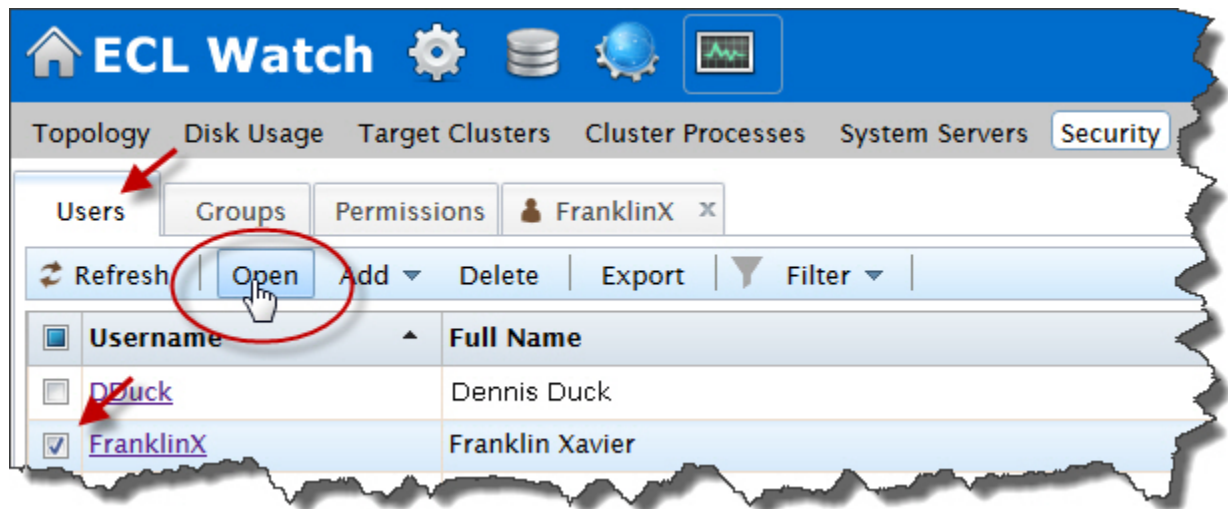 ECL Watch
Topology Disk Usage Target Clusters Cluster Processes System Servers Security
Users Groups Permissions FranklinX x
Refresh Open Add Delete Export Filter
Username Full Name
DDuck Dennis Duck
FranklinX Franklin Xavier